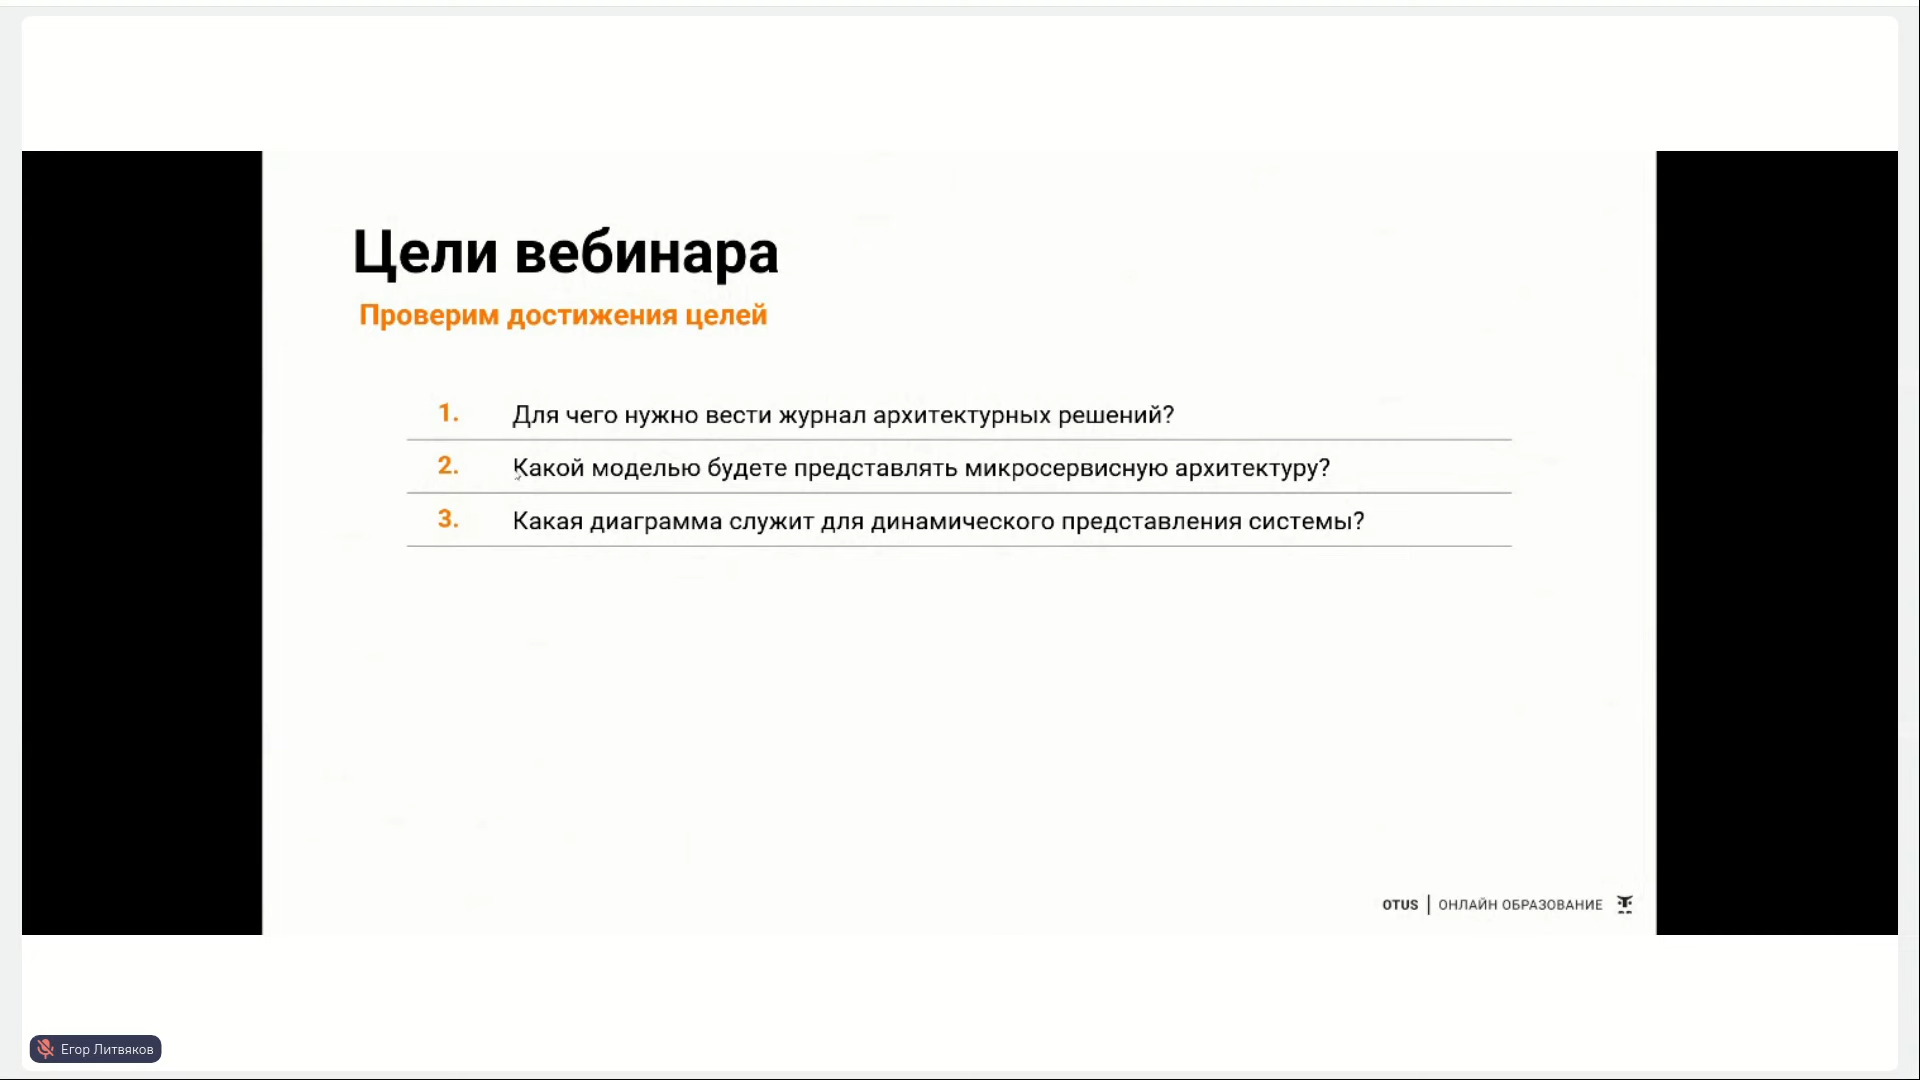 Цели вебинара
Проверим достижения целей
1. Для чего нужно вести журнал архитектурных решений?
2. Какой моделью будете представлять микросервисную архитектуру?
3. Какая диаграмма служит для динамического представления системы?
OTUS | ОНЛАЙН ОБРАЗОВАНИЕ
Егор Литвяков